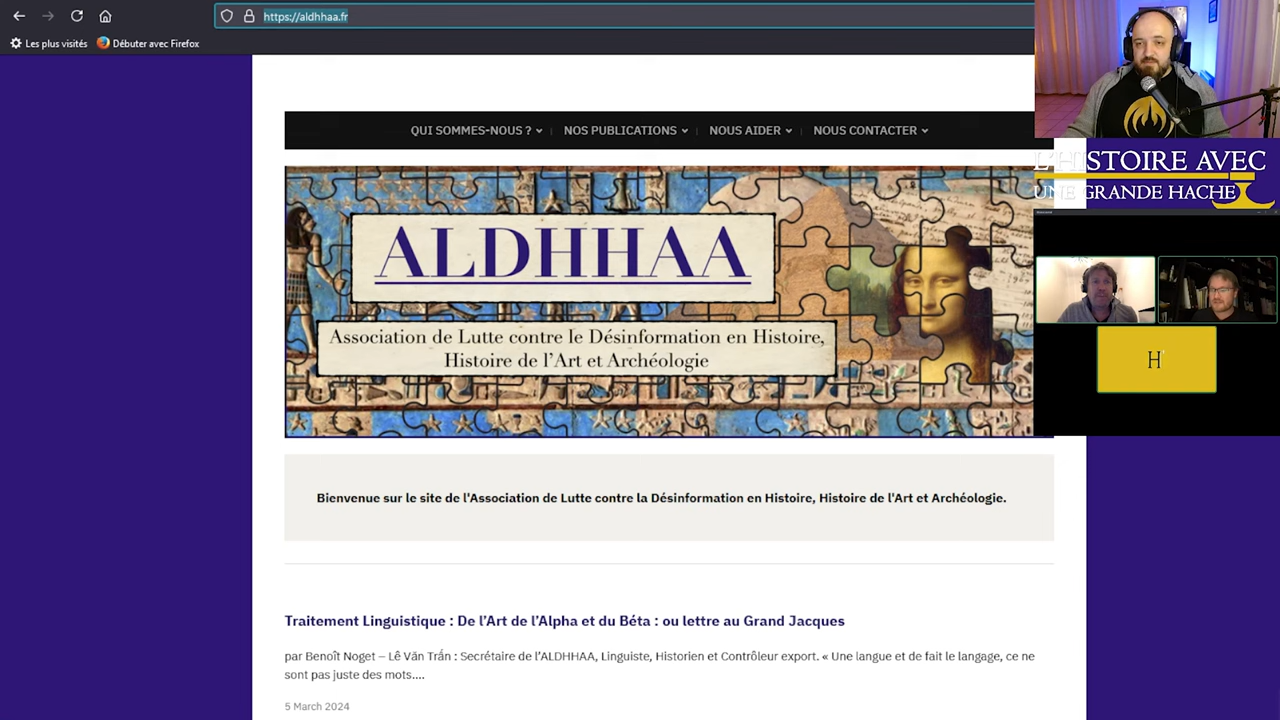 https://aldhhaa.fr
Les plus visités
Débuter avec Firefox
QUI SOMMES-NOUS ?
NOS PUBLICATIONS
NOUS AIDER
NOUS CONTACTER
L'HISTOIRE AVEC
UNE GRANDE HACHE
ALDHHAA
Association de Lutte contre le Désinformation en Histoire,
Histoire de l'Art et Archéologie
H
Bienvenue sur le site de l'Association de Lutte contre la Désinformation en Histoire, Histoire de l'Art et Archéologie.
Traitement Linguistique : De l’Art de l’Alpha et du Béta : ou lettre au Grand Jacques
par Benoît Noget – Lê Văn Trấn : Secrétaire de l’ALDHHAA, Linguiste, Historien et Contrôleur export. « Une langue et de fait le langage, ce ne
sont pas juste des mots....
5 March 2024